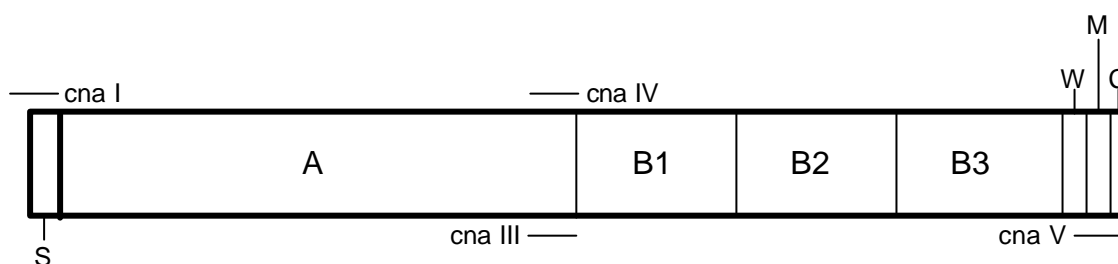 M
W C
cna I cna IV
A B1 B2 B3
cna III cna V
S